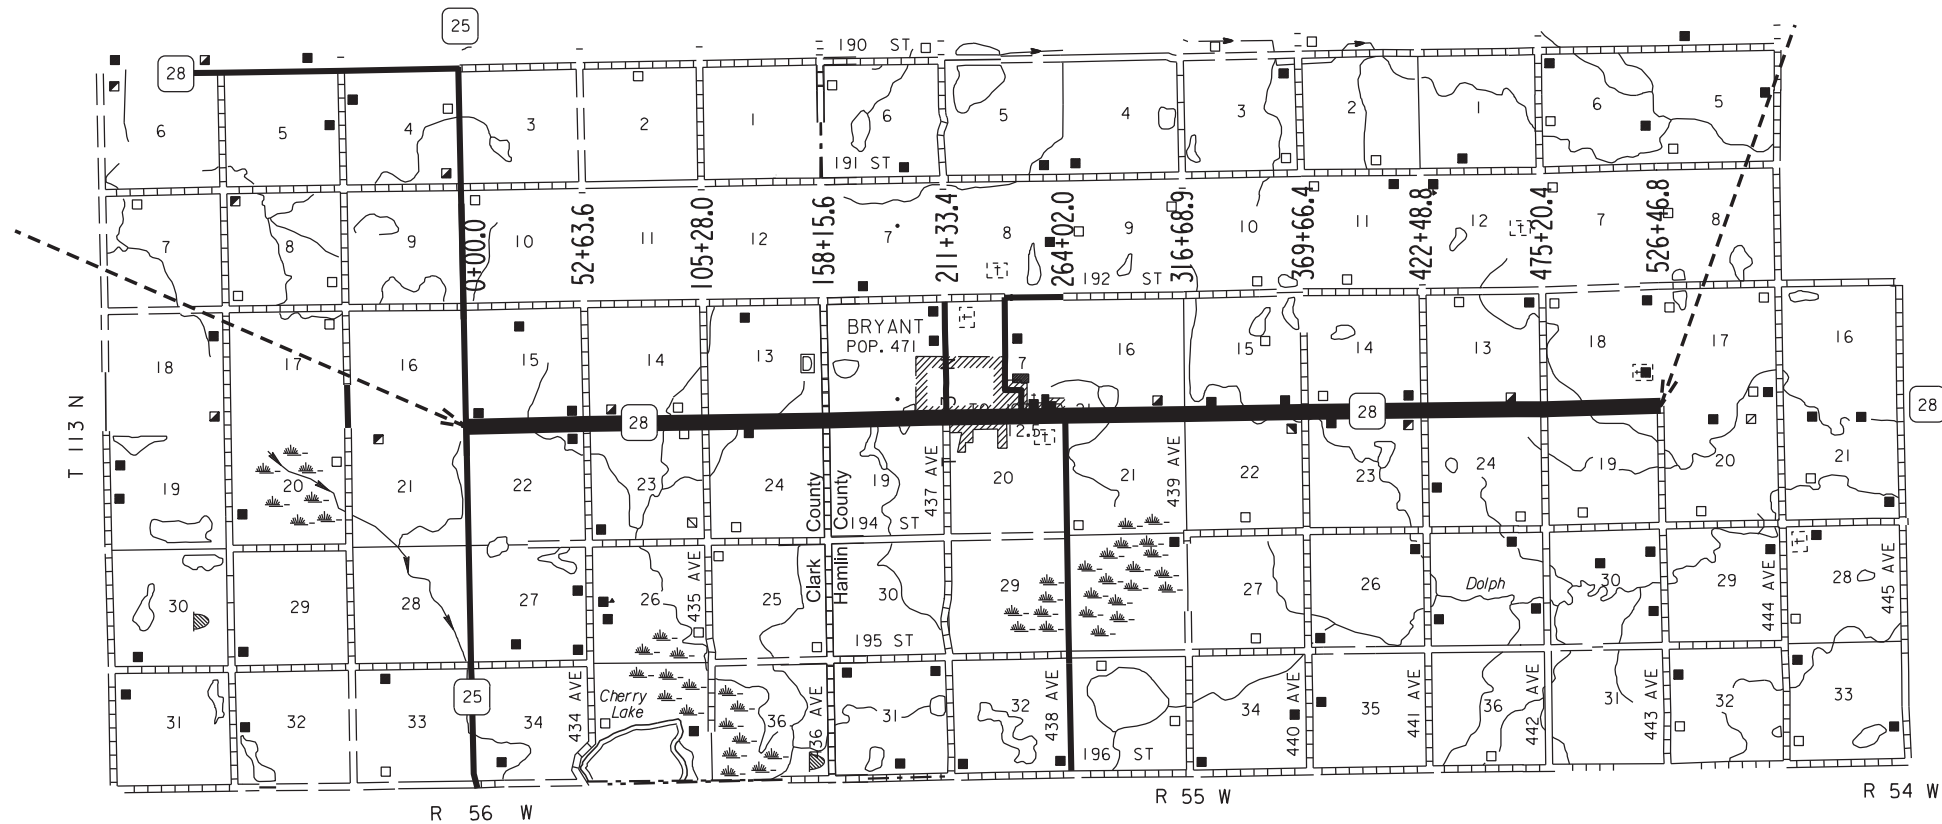 25
190 ST
28
6 5 4 3 2 1 6 5 4 3 2 1 6 5
191 ST
0+00.0 52+63.6 105+28.0 158+15.6 211+33.4 264+02.0 316+68.9 369+66.4 422+48.8 475+20.4 526+46.8
7 8 9 10 11 12 7 8 9 10 11 12 7 8
192 ST
BRYANT
POP. 471
18 17 16 15 14 13 7 16 15 14 13 18 17 16
T 113 N
28 28 28
12.5
19 20 21 22 23 24 19 20 21 22 23 24 19 20 21
437 AVE
439 AVE
Clark County
Hamlin County
194 ST
30 29 28 27 26 25 30 29 27 26 Dolph 30 29 28
435 AVE
444 AVE
445 AVE
195 ST
25
Cherry
Lake
31 32 33 34 36 31 32 34 35 36 31 32 33
434 AVE
436 AVE
438 AVE
440 AVE
441 AVE
442 AVE
443 AVE
196 ST
R 56 W
R 55 W
R 54 W